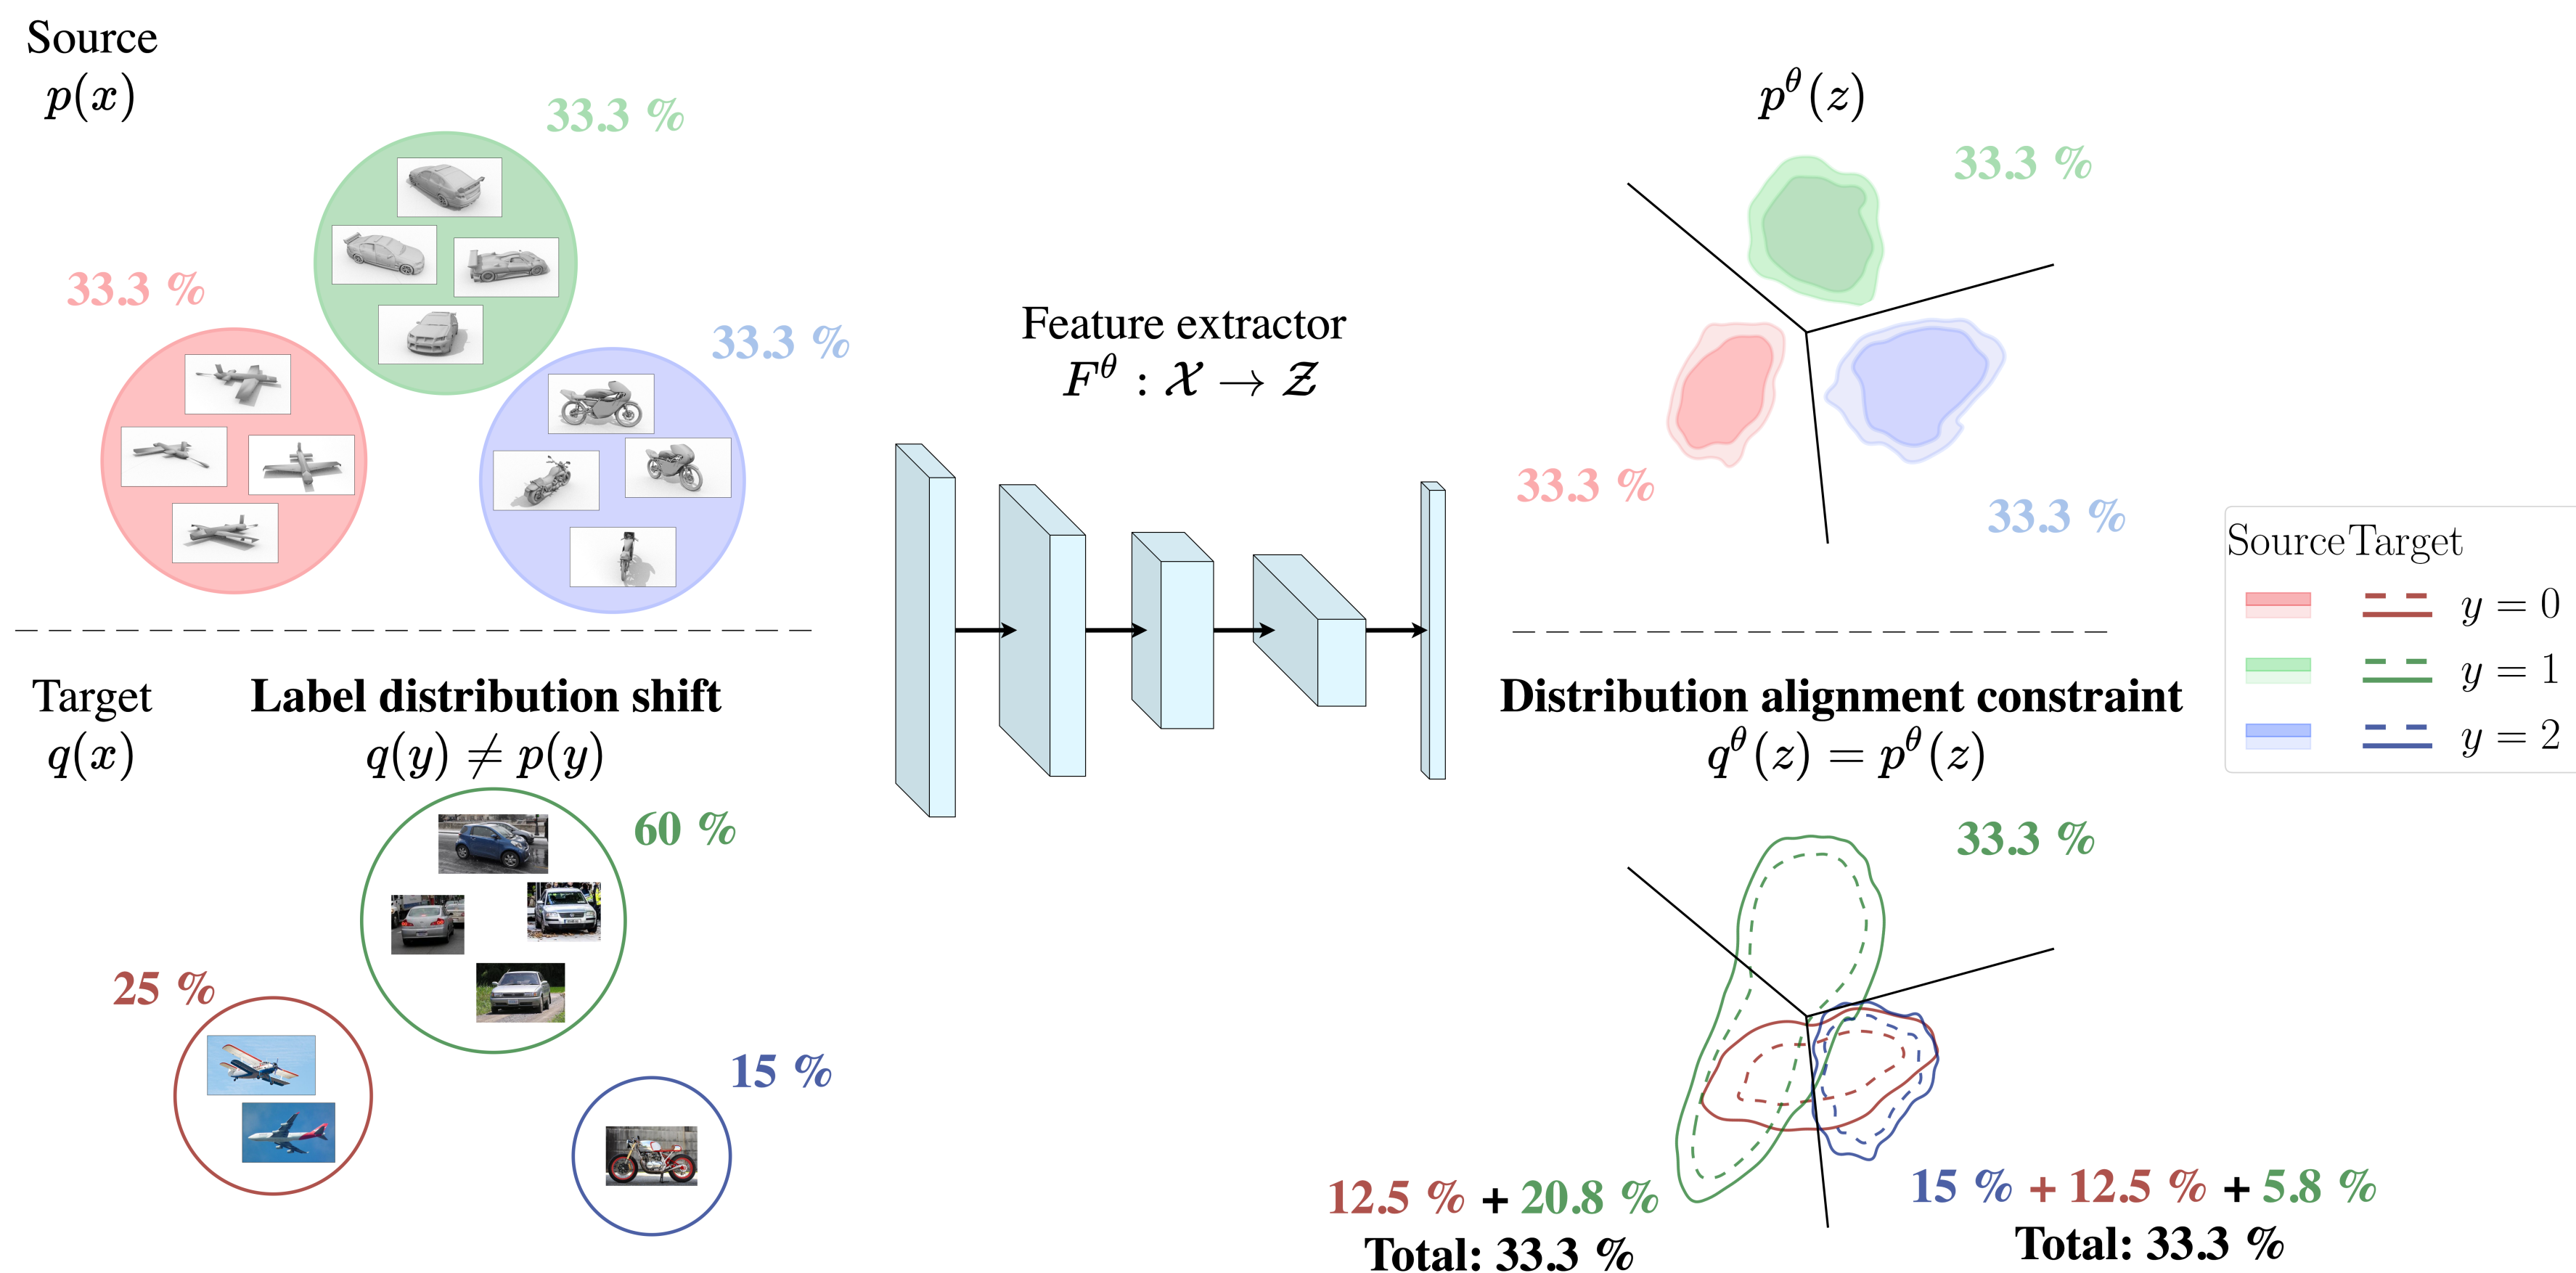 Source
p(x)
33.3 %
33.3 %
33.3 %
Target
q(x)
Label distribution shift
q(y) ≠ p(y)
60 %
25 %
15 %
Feature extractor
F^θ : 𝒳 → 𝒵
p^θ(z)
33.3 %
33.3 %
33.3 %
Distribution alignment constraint
q^θ(z) = p^θ(z)
33.3 %
12.5 % + 20.8 %
Total: 33.3 %
15 % + 12.5 % + 5.8 %
Total: 33.3 %
Source Target
y = 0
y = 1
y = 2